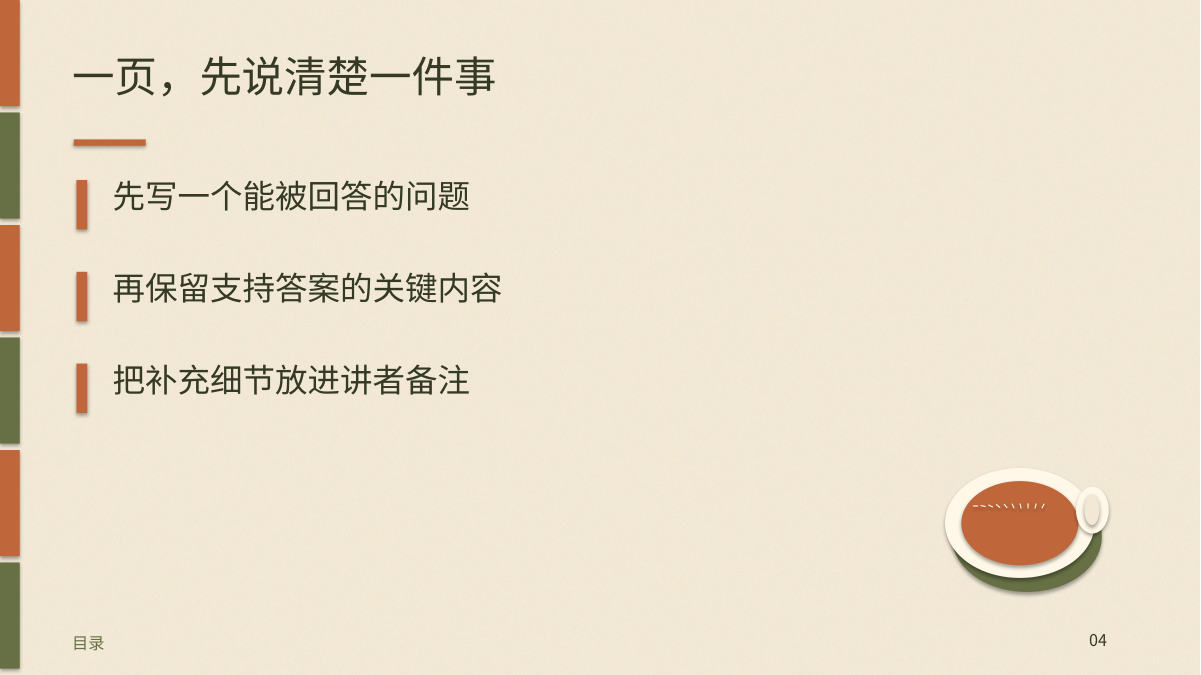 一页，先说清楚一件事
先写一个能被回答的问题
再保留支持答案的关键内容
把补充细节放进讲者备注
目录
04